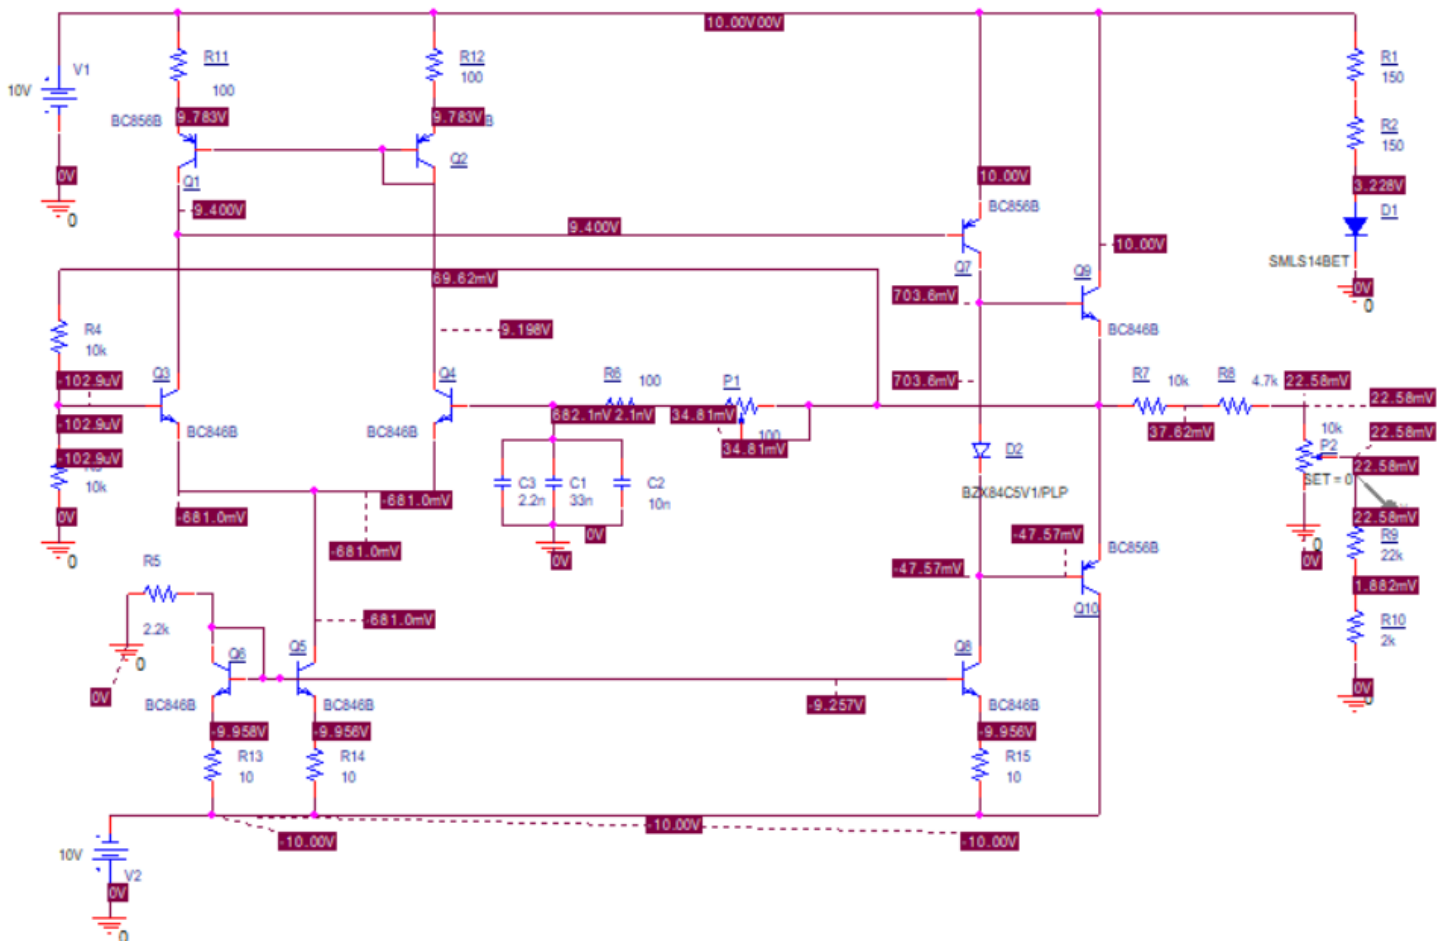 10.00V00V
V1
10V
R11
100
R12
100
R1
150
R2
150
BC856B
9.783V
9.783V
B
Q1
Q2
0V
0
9.400V
9.400V
10.00V
BC856B
Q7
3.228V
D1
SMLS14BET
0V
0
10.00V
Q9
69.62mV
703.6mV
9.198V
BC846B
R4
10k
-102.9uV
-102.9uV
-102.9uV
10k
0V
0
Q3
BC846B
Q4
BC846B
R6
100
P1
100
682.1nV
2.1nV
34.81mV
34.81mV
703.6mV
R7
10k
R8
4.7k
37.62mV
22.58mV
22.58mV
22.58mV
22.58mV
22.58mV
10k
P2
SET = 0
D2
BZX84C5V1/PLP
C3
2.2n
C1
33n
C2
10n
0V
0V
-681.0mV
-681.0mV
-681.0mV
-681.0mV
-47.57mV
-47.57mV
BC856B
Q10
0
0V
R9
22k
1.882mV
R10
2k
0V
0
R5
2.2k
0
0V
Q6
BC846B
Q5
BC846B
Q8
BC846B
-9.257V
-9.958V
-9.956V
-9.956V
R13
10
R14
10
R15
10
-10.00V
-10.00V
-10.00V
10V
V2
0V
0